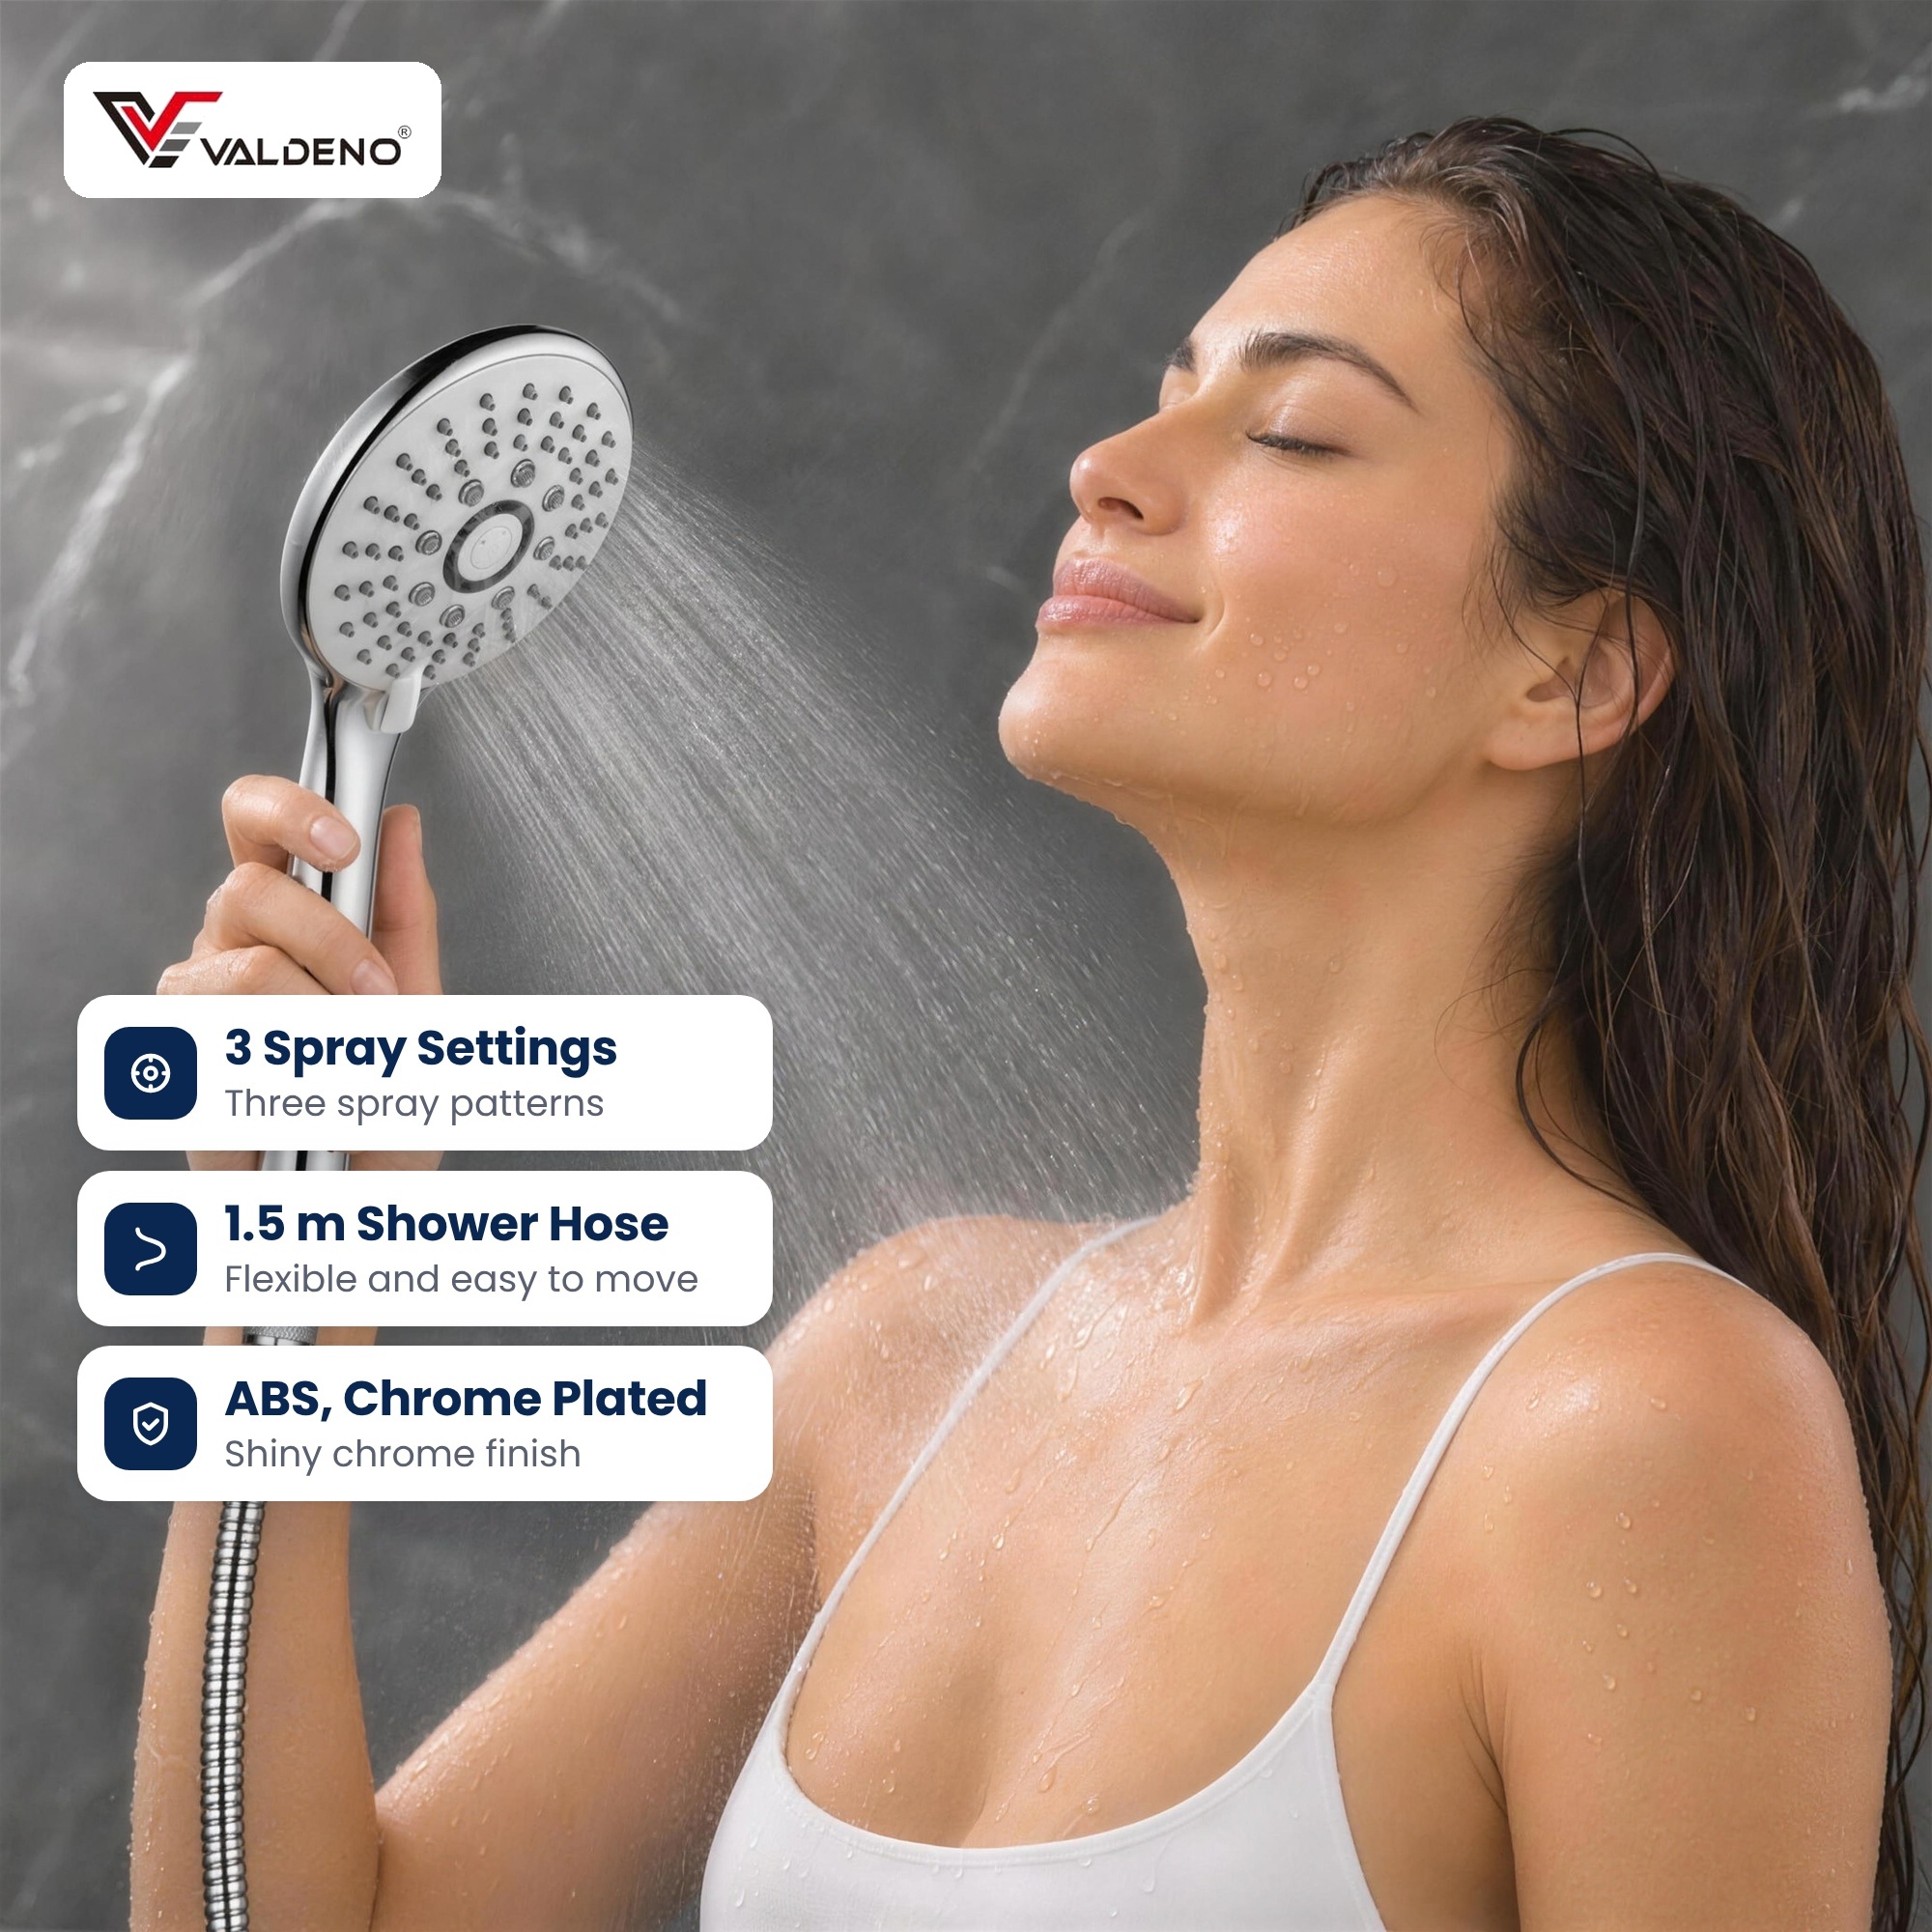 VALDENO®
3 Spray Settings
Three spray patterns
1.5 m Shower Hose
Flexible and easy to move
ABS, Chrome Plated
Shiny chrome finish